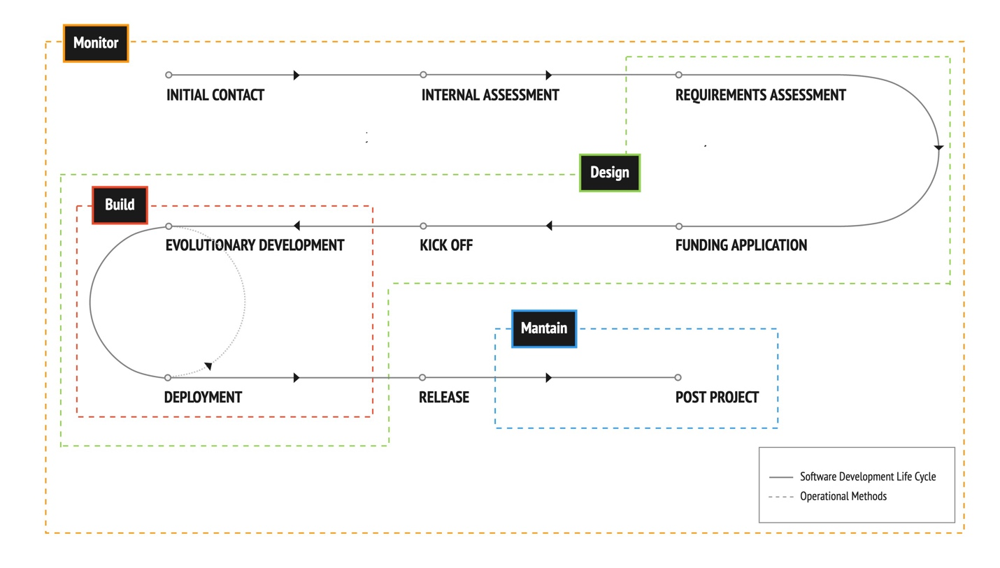 Monitor
INITIAL CONTACT
INTERNAL ASSESSMENT
REQUIREMENTS ASSESSMENT
Design
Build
EVOLUTIONARY DEVELOPMENT
KICK OFF
FUNDING APPLICATION
Mantain
DEPLOYMENT
RELEASE
POST PROJECT
Software Development Life Cycle
Operational Methods